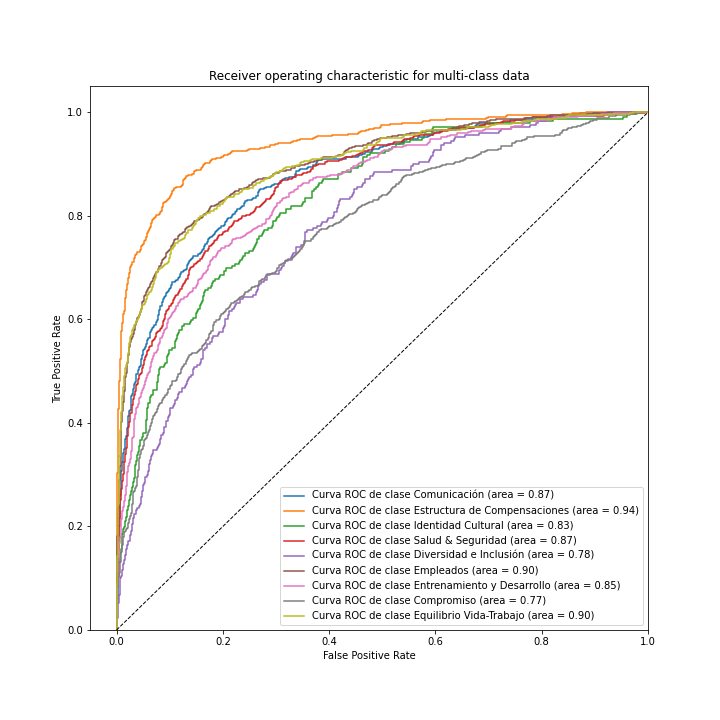 Receiver operating characteristic for multi-class data
1.0
0.8
0.6
0.4
0.2
0.0
True Positive Rate
Curva ROC de clase Comunicación (area = 0.87)
Curva ROC de clase Estructura de Compensaciones (area = 0.94)
Curva ROC de clase Identidad Cultural (area = 0.83)
Curva ROC de clase Salud & Seguridad (area = 0.87)
Curva ROC de clase Diversidad e Inclusión (area = 0.78)
Curva ROC de clase Empleados (area = 0.90)
Curva ROC de clase Entrenamiento y Desarrollo (area = 0.85)
Curva ROC de clase Compromiso (area = 0.77)
Curva ROC de clase Equilibrio Vida-Trabajo (area = 0.90)
0.0 0.2 0.4 0.6 0.8 1.0
False Positive Rate